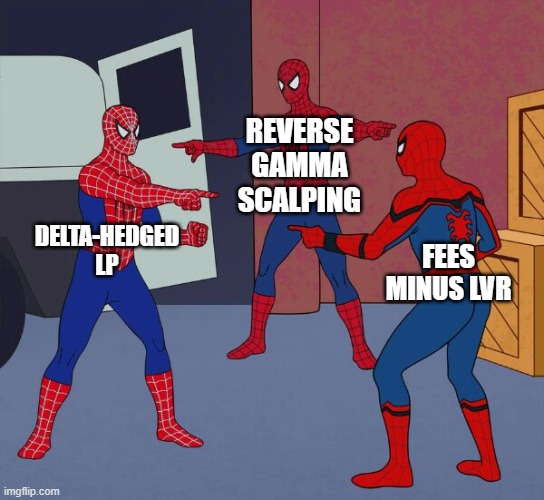 REVERSE
GAMMA
SCALPING
DELTA-HEDGED
LP
FEES
MINUS LVR
imgflip.com